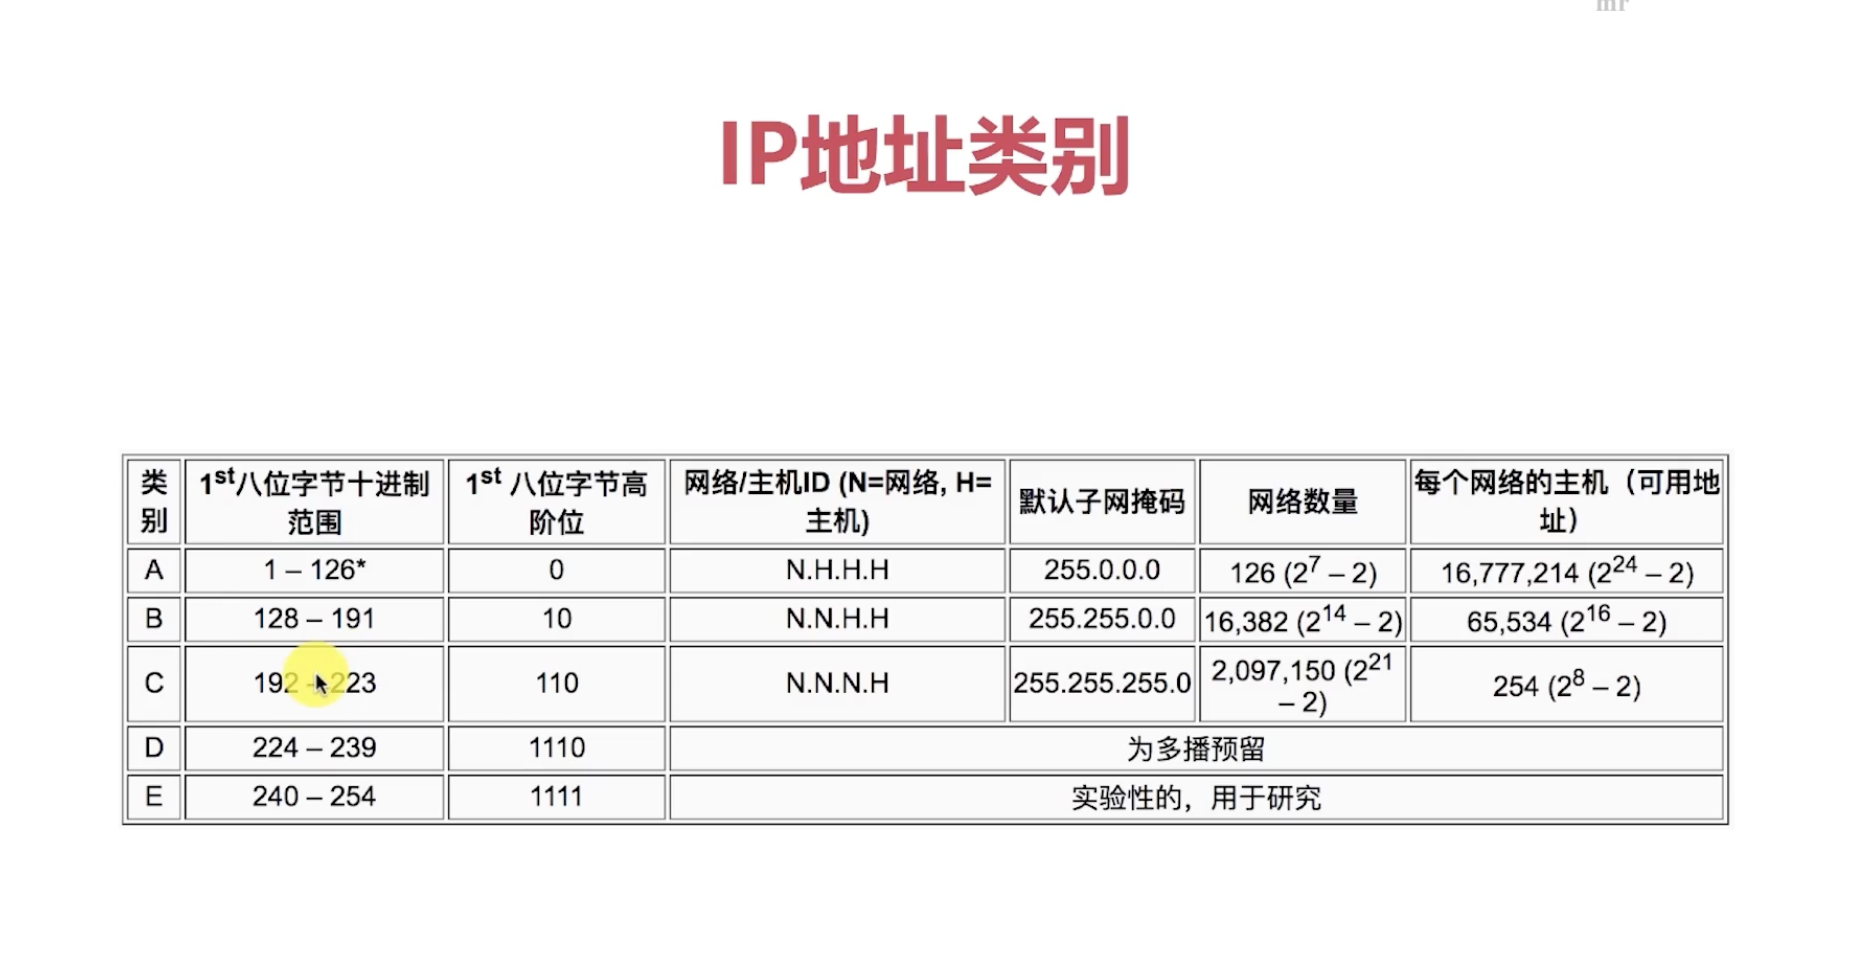 mr
IP地址类别
类别 1st八位字节十进制范围 1st 八位字节高阶位 网络/主机ID (N=网络, H=主机) 默认子网掩码 网络数量 每个网络的主机（可用地址）
A 1 – 126* 0 N.H.H.H 255.0.0.0 126 (2^7 – 2) 16,777,214 (2^24 – 2)
B 128 – 191 10 N.N.H.H 255.255.0.0 16,382 (2^14 – 2) 65,534 (2^16 – 2)
C 192 – 223 110 N.N.N.H 255.255.255.0 2,097,150 (2^21 – 2) 254 (2^8 – 2)
D 224 – 239 1110 为多播预留
E 240 – 254 1111 实验性的，用于研究